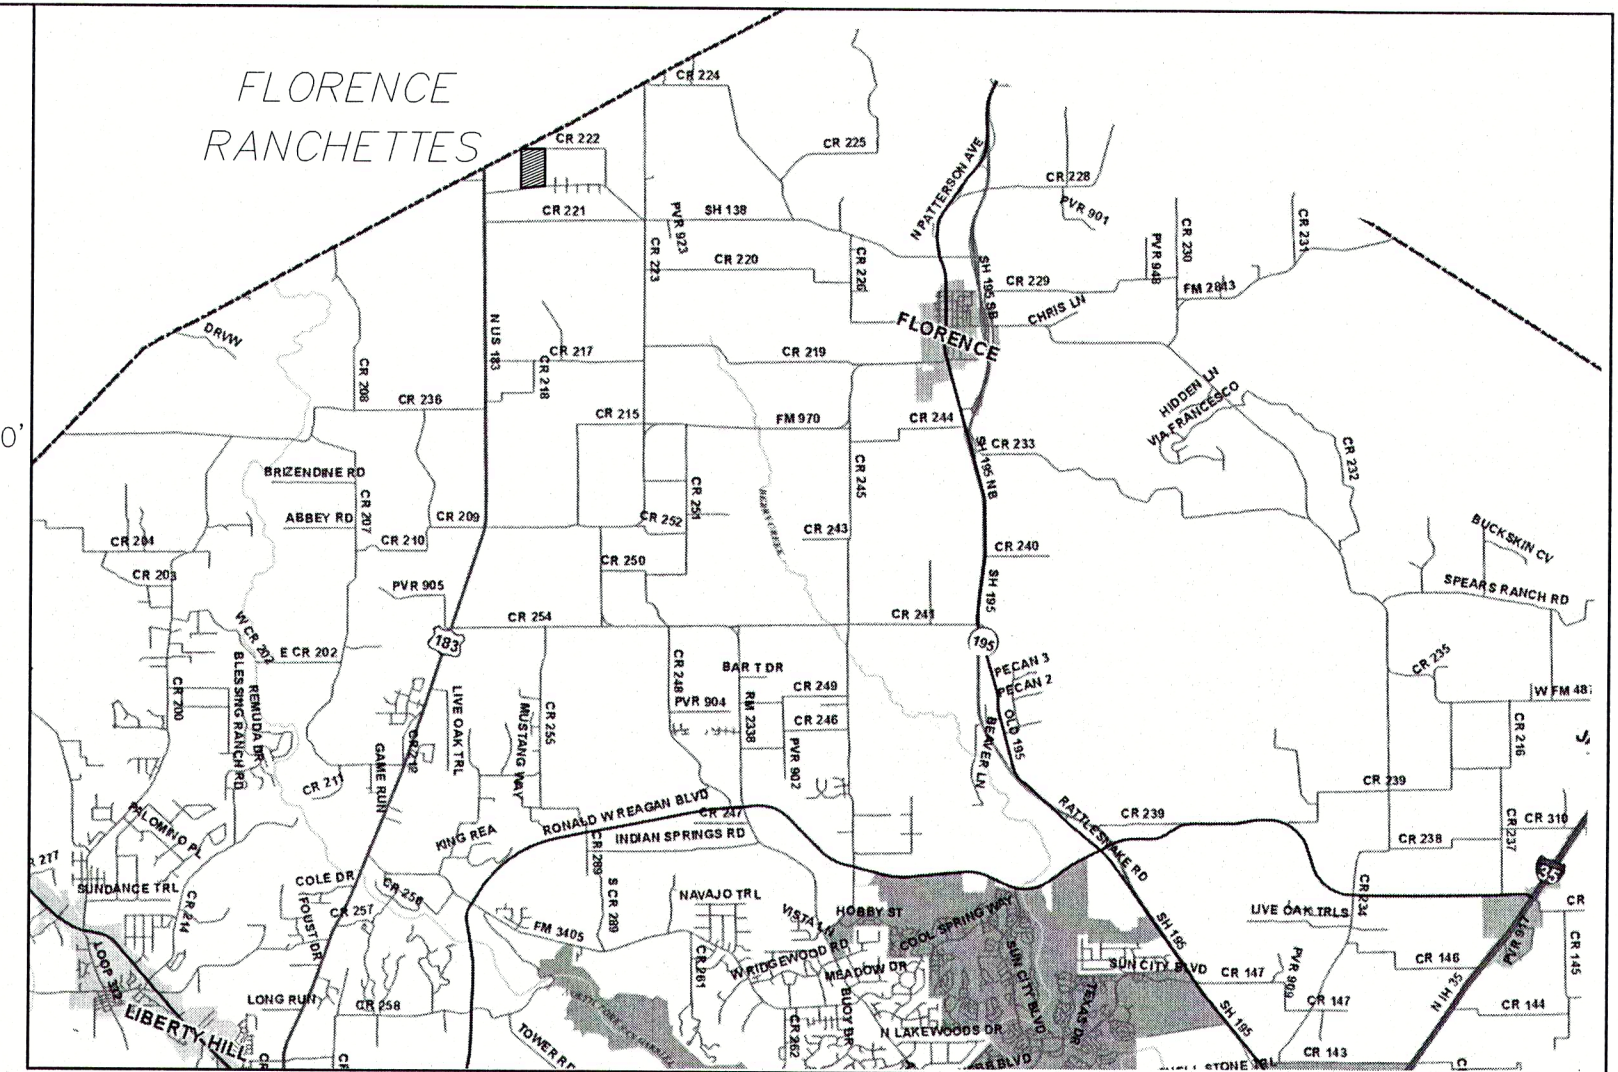 FLORENCE
RANCHETTES
CR 224
CR 222
CR 225
N PATTERSON AVE
CR 228
PVR 901
CR 221
SH 138
PVR 923
CR 223
CR 220
CR 226
SH 195 SB
CR 229
PVR 948
CR 230
CR 231
FM 2843
CHRIS LN
FLORENCE
DRVW
N US 183
CR 217
CR 218
CR 219
CR 208
CR 236
CR 215
FM 970
CR 244
CR 233
SH 195 NB
HIDDEN LN
VIA FRANCESCO
CR 232
0'
BRIZENDINE RD
ABBEY RD
CR 207
CR 209
CR 210
CR 251
CR 252
BERRY CREEK
CR 245
CR 243
CR 240
BUCKSKIN CV
SPEARS RANCH RD
CR 204
CR 203
PVR 905
CR 250
CR 254
CR 241
SH 195
183
195
W CR 202
E CR 202
PECAN 3
PECAN 2
OLD 195
CR 235
W FM 487
CR 200
BLESSING RANCH RD
REMUDA DR
LIVE OAK TRL
MUSTANG WAY
CR 255
CR 248
BAR T DR
PVR 904
RM 2338
CR 249
CR 246
PVR 902
BEAVER LN
CR 216
CR 212
GAME RUN
CR 211
CR 239
RATTLESNAKE RD
CR 239
PALOMINO PL
KING REA
RONALD W REAGAN BLVD
CR 247
INDIAN SPRINGS RD
CR 289
S CR 289
CR 238
CR 237
CR 310
35
R 277
SUNDANCE TRL
CR 214
COLE DR
CR 256
CR 257
FOUST DR
FM 3405
NAVAJO TRL
VISTA LN
HOBBY ST
COOL SPRING WAY
W RIDGEWOOD RD
MEADOW DR
SUN CITY BLVD
SUN CITY BLVD
TEXAS DR
SH 195
LIVE OAK TRLS
CR 234
CR
PVR 917
CR 145
CR 146
CR 147
PVR 909
CR 147
N IH 35
CR 144
LOOP 332
LIBERTY HILL
LONG RUN
CR 258
TOWER RD
CR 261
CR 262
BUOY DR
N LAKEWOODS DR
SH 195
CR 143